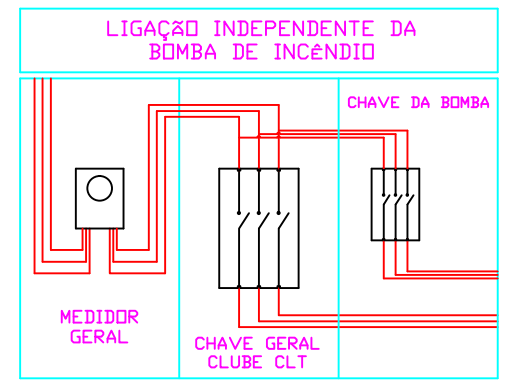 LIGAÇÃO INDEPENDENTE DA
BOMBA DE INCÊNDIO
CHAVE DA BOMBA
MEDIDOR
GERAL
CHAVE GERAL
CLUBE CLT